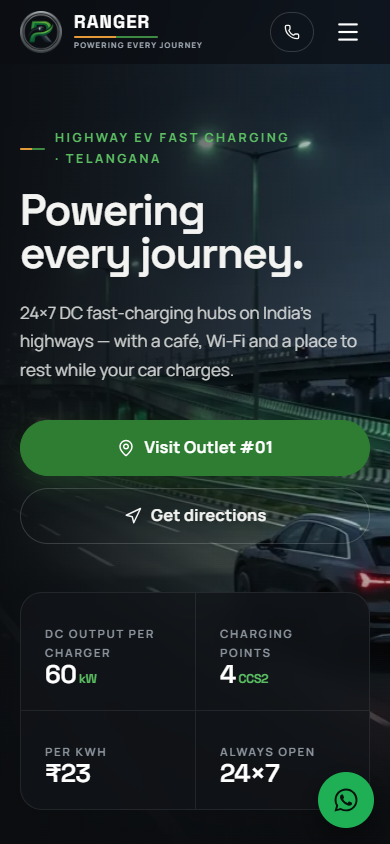 RANGER
POWERING EVERY JOURNEY
HIGHWAY EV FAST CHARGING
· TELANGANA
Powering
every journey.
24×7 DC fast-charging hubs on India's
highways — with a café, Wi-Fi and a place to
rest while your car charges.
Visit Outlet #01
Get directions
DC OUTPUT PER
CHARGER
60 kW
CHARGING
POINTS
4 CCS2
PER KWH
₹23
ALWAYS OPEN
24×7